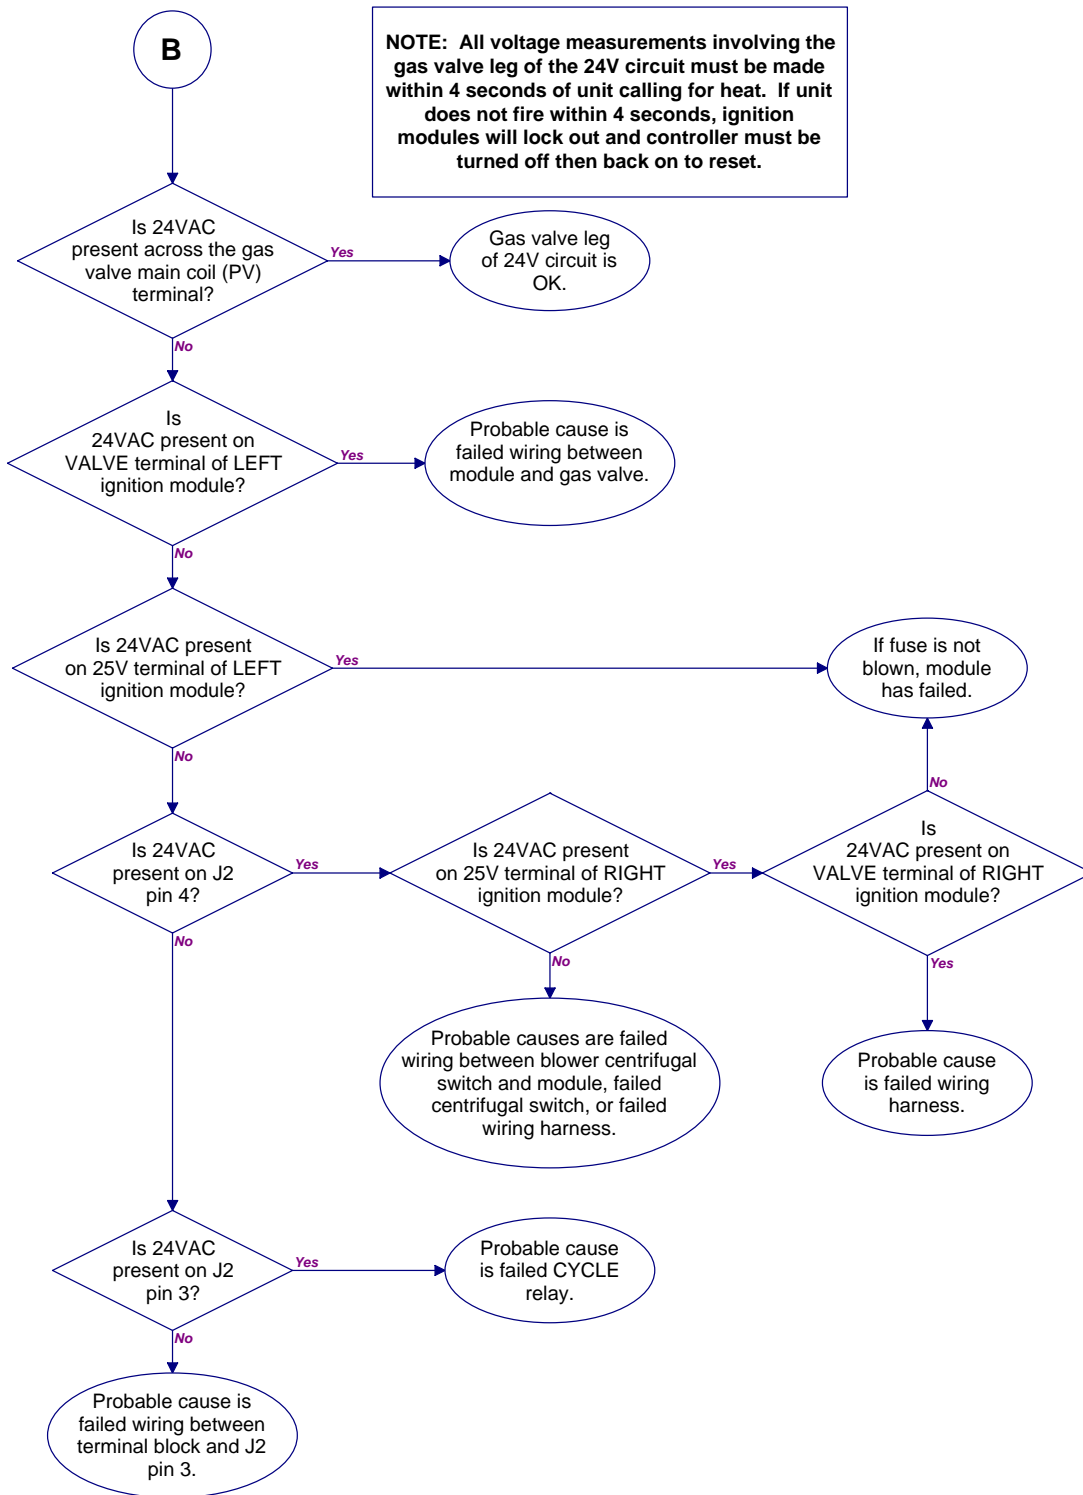 B
NOTE:  All voltage measurements involving the
gas valve leg of the 24V circuit must be made
within 4 seconds of unit calling for heat.  If unit
does not fire within 4 seconds, ignition
modules will lock out and controller must be
turned off then back on to reset.
Is 24VAC
present across the gas
valve main coil (PV)
terminal?
Yes
Gas valve leg
of 24V circuit is
OK.
No
Is
24VAC present on
VALVE terminal of LEFT
ignition module?
Yes
Probable cause is
failed wiring between
module and gas valve.
No
Is 24VAC present
on 25V terminal of LEFT
ignition module?
Yes
If fuse is not
blown, module
has failed.
No
Is 24VAC
present on J2
pin 4?
Yes
Is 24VAC present
on 25V terminal of RIGHT
ignition module?
Yes
No
Is
24VAC present on
VALVE terminal of RIGHT
ignition module?
No
No
Yes
Probable causes are failed
wiring between blower centrifugal
switch and module, failed
centrifugal switch, or failed
wiring harness.
Probable cause
is failed wiring
harness.
Is 24VAC
present on J2
pin 3?
Yes
Probable cause
is failed CYCLE
relay.
No
Probable cause is
failed wiring between
terminal block and J2
pin 3.